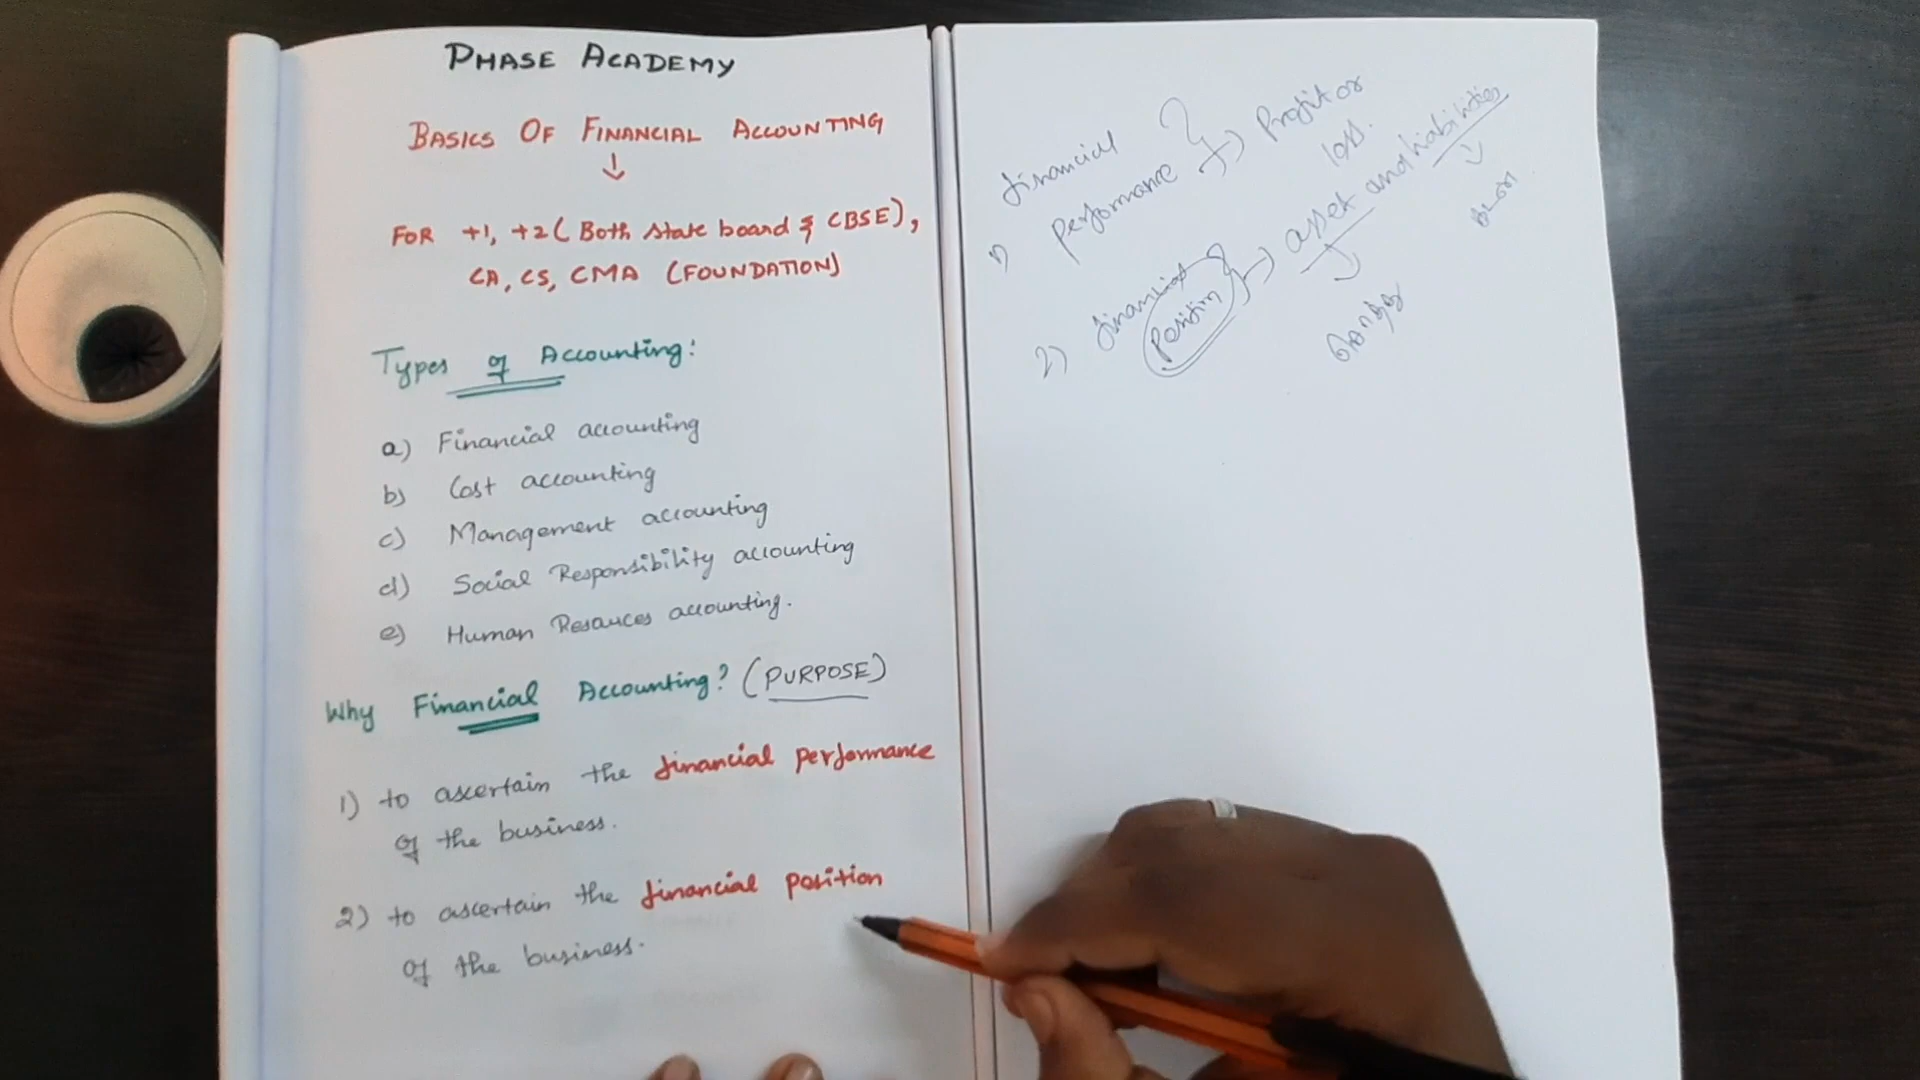 PHASE ACADEMY
BASICS OF FINANCIAL ACCOUNTING
↓
FOR +1, +2 ( Both state board & CBSE),
CA, CS, CMA (FOUNDATION)
Types of Accounting:
a) Financial accounting
b) Cost accounting
c) Management accounting
d) Social Responsibility accounting
e) Human Resources accounting.
Why Financial Accounting? (PURPOSE)
1) to ascertain the financial performance
of the business.
2) to ascertain the financial position
of the business.
1) financial
performance → Profit or
loss.
2) financial
position → asset and liabilities
சொத்து
கடன்